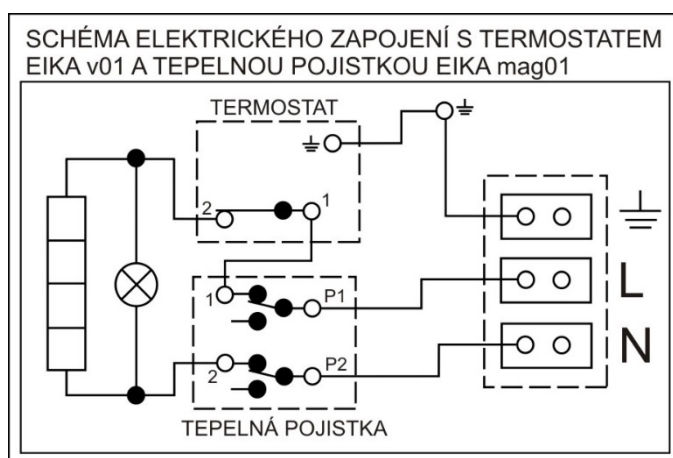 SCHÉMA ELEKTRICKÉHO ZAPOJENÍ S TERMOSTATEM
EIKA v01 A TEPELNOU POJISTKOU EIKA mag01
TERMOSTAT
2
1
1
P1
L
2
P2
N
TEPELNÁ POJISTKA